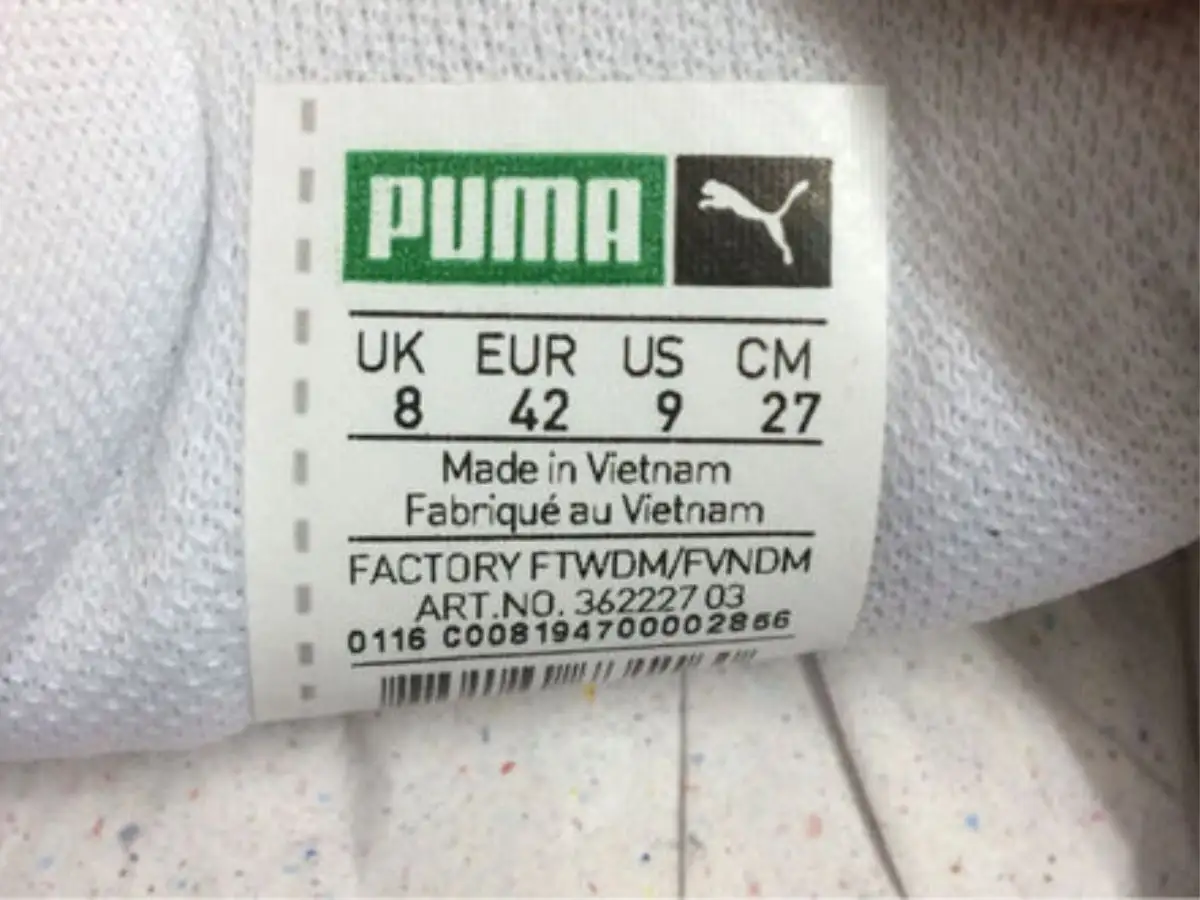 PUMA
UK EUR US CM
8 42 9 27
Made in Vietnam
Fabriqué au Vietnam
FACTORY FTWDM/FVNDM
ART.NO. 362227 03
0116 C008194700002866